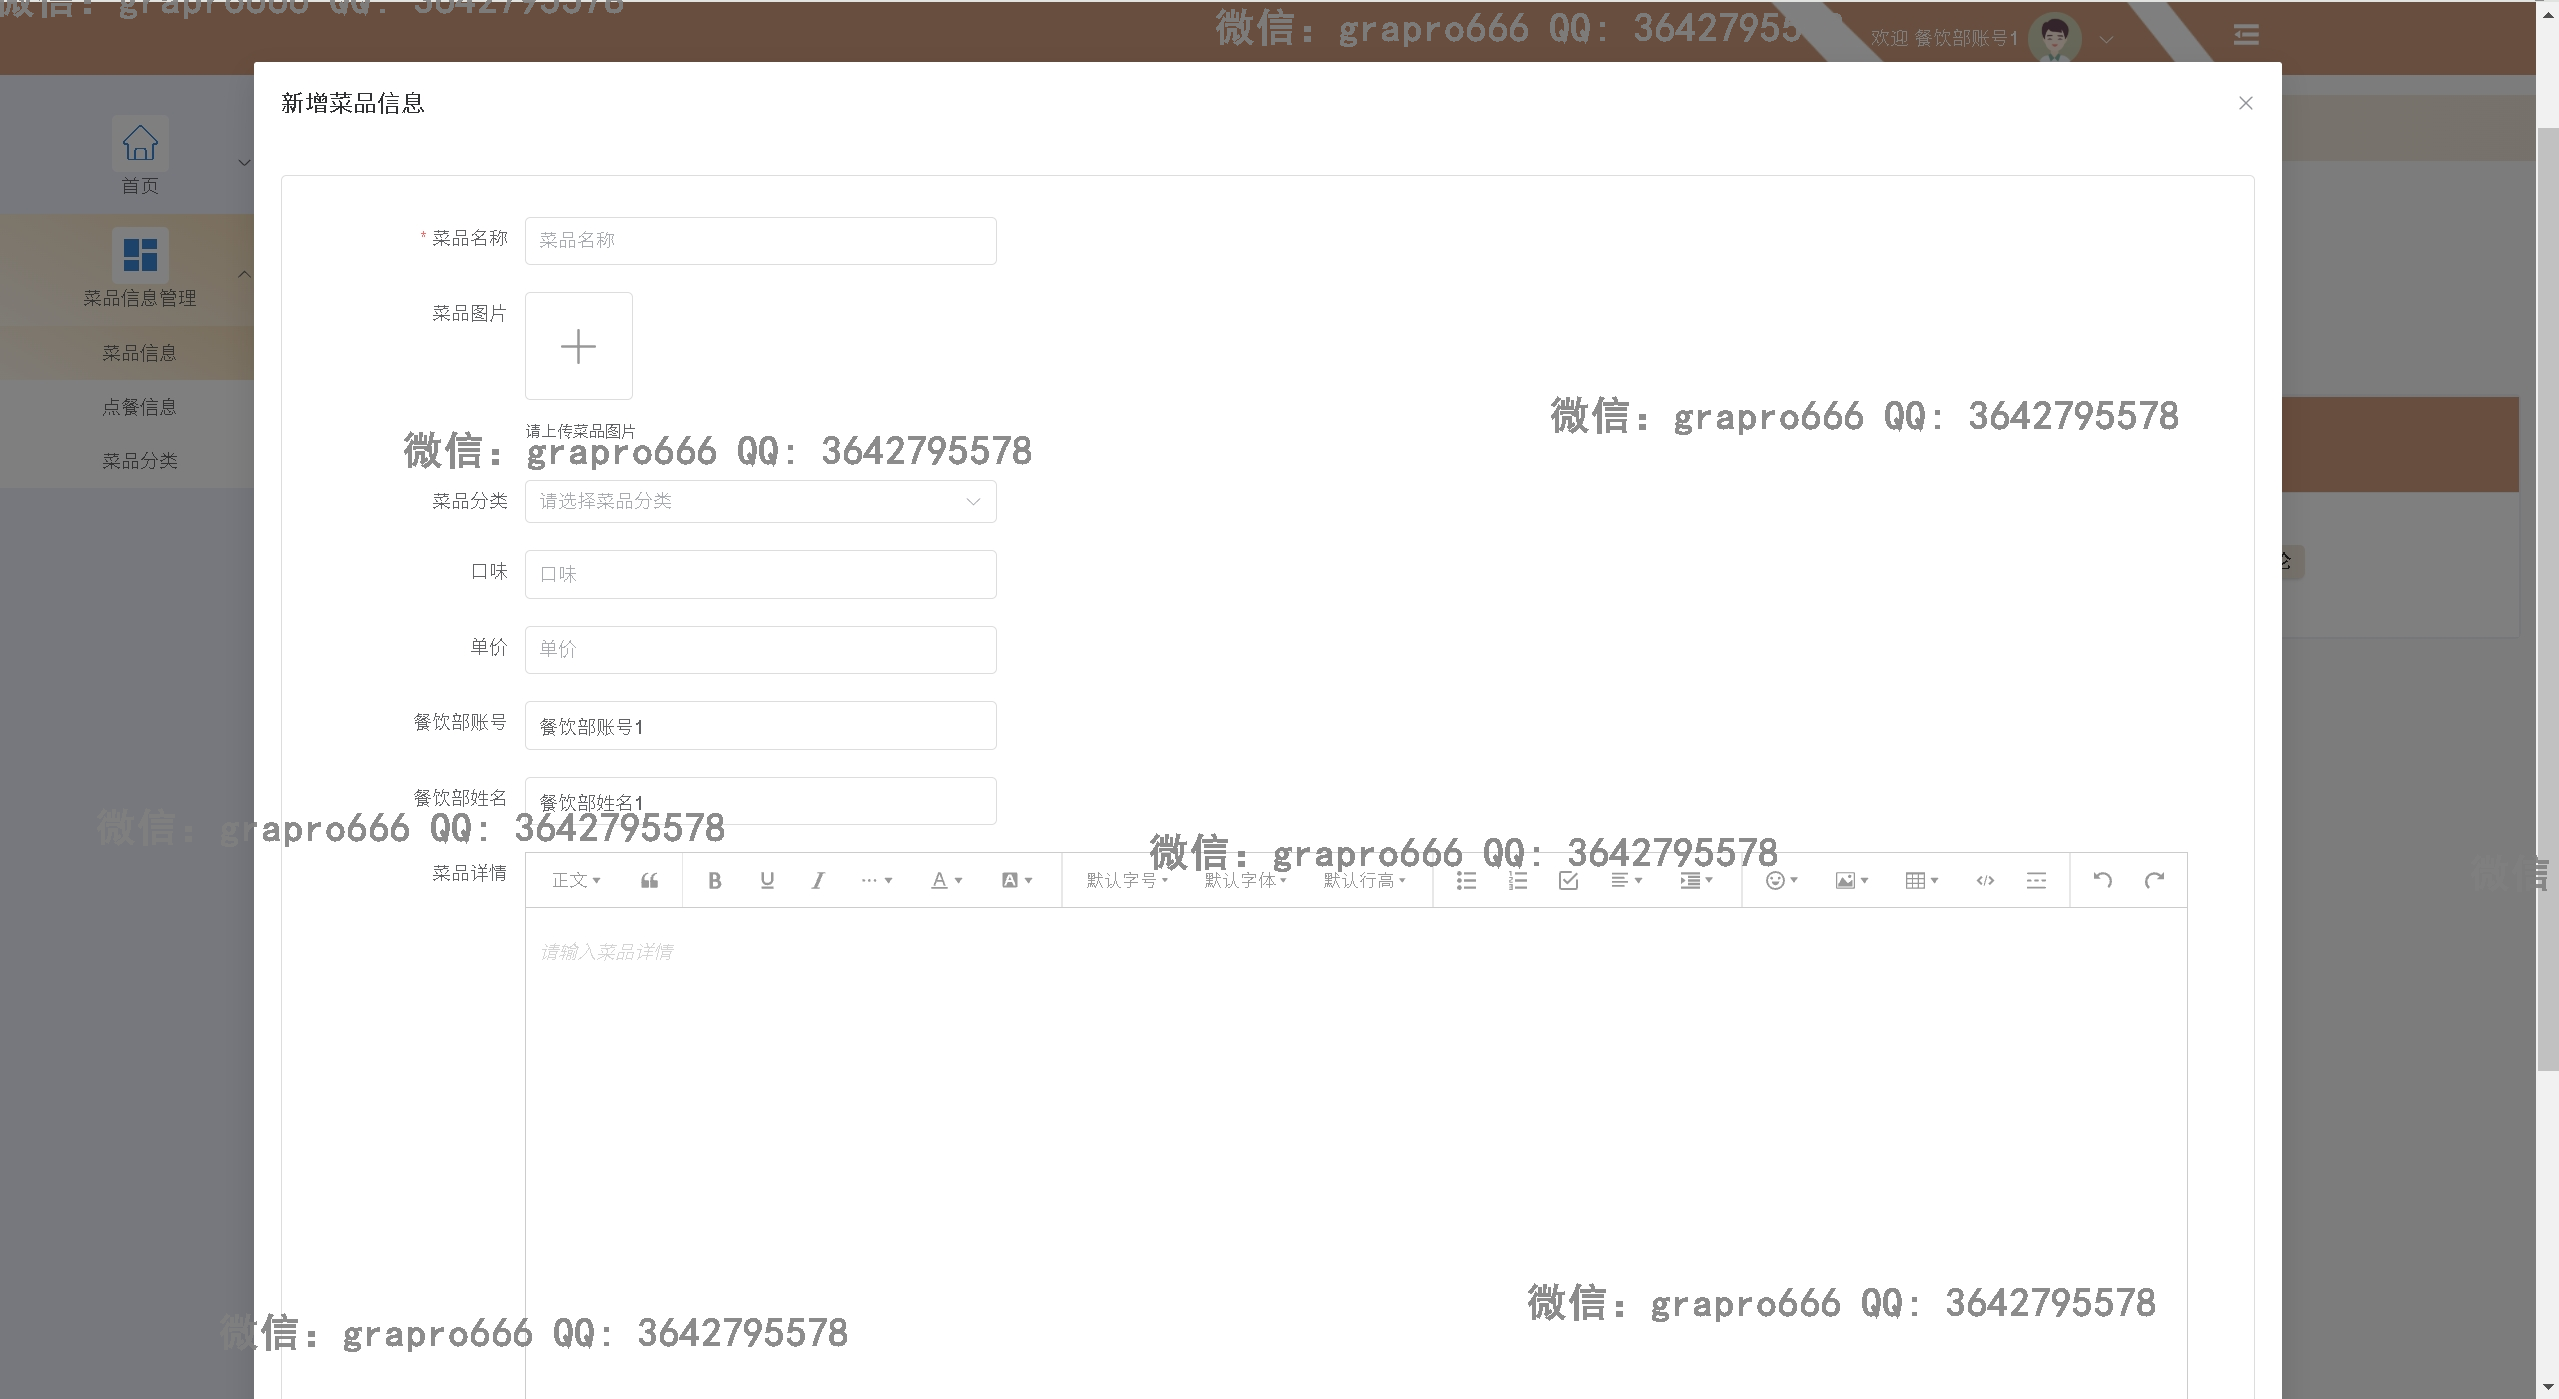 微信: grapro666 QQ: 3642795578
微信: grapro666 QQ: 364279557
欢迎 餐饮部账号1
新增菜品信息
首页
* 菜品名称
菜品名称
菜品信息管理
菜品图片
菜品信息
点餐信息
微信: grapro666 QQ: 3642795578
请上传菜品图片
微信: grapro666 QQ: 3642795578
菜品分类
菜品分类
请选择菜品分类
口味
口味
单价
单价
餐饮部账号
餐饮部账号1
餐饮部姓名
餐饮部姓名1
微信: grapro666 QQ: 3642795578
微信: grapro666 QQ: 3642795578
微信
菜品详情
正文 B U I A A 默认字号 默认字体 默认行高
请输入菜品详情
微信: grapro666 QQ: 3642795578
微信: grapro666 QQ: 3642795578